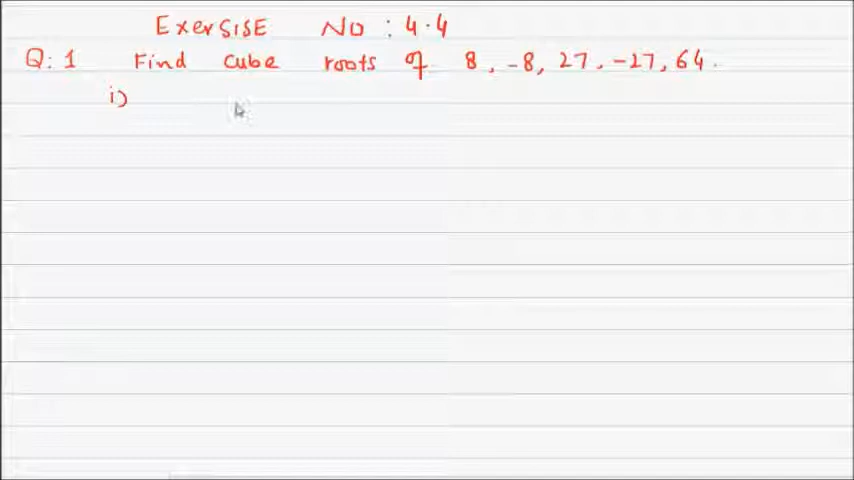 ExerSiSE No : 4.4
Q: 1 Find Cube roots of 8, -8, 27, -27, 64.
i)